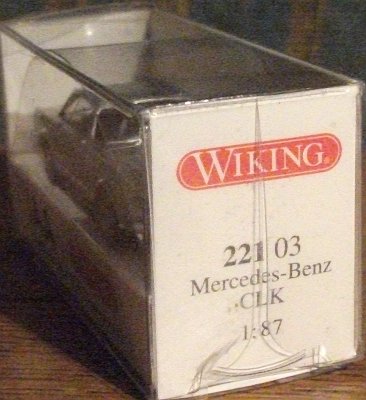 WIKING®
221 03
Mercedes-Benz
CLK
1:87